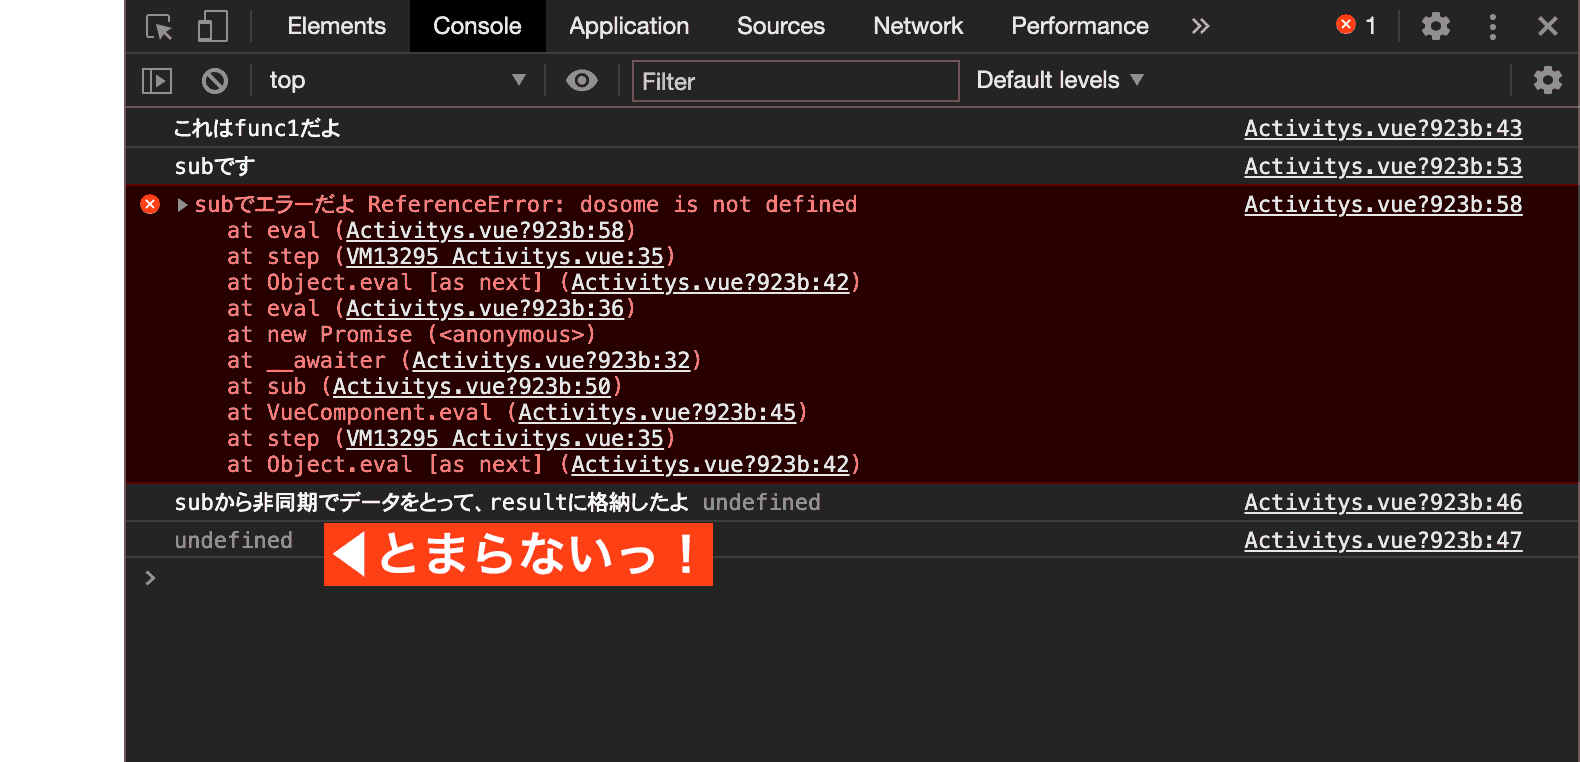 Elements Console Application Sources Network Performance » 1
top Filter Default levels
これはfunc1だよ Activitys.vue?923b:43
subです Activitys.vue?923b:53
subでエラーだよ ReferenceError: dosome is not defined Activitys.vue?923b:58
at eval (Activitys.vue?923b:58)
at step (VM13295 Activitys.vue:35)
at Object.eval [as next] (Activitys.vue?923b:42)
at eval (Activitys.vue?923b:36)
at new Promise (<anonymous>)
at __awaiter (Activitys.vue?923b:32)
at sub (Activitys.vue?923b:50)
at VueComponent.eval (Activitys.vue?923b:45)
at step (VM13295 Activitys.vue:35)
at Object.eval [as next] (Activitys.vue?923b:42)
subから非同期でデータをとって、resultに格納したよ undefined Activitys.vue?923b:46
undefined ◀とまらないっ！ Activitys.vue?923b:47
>